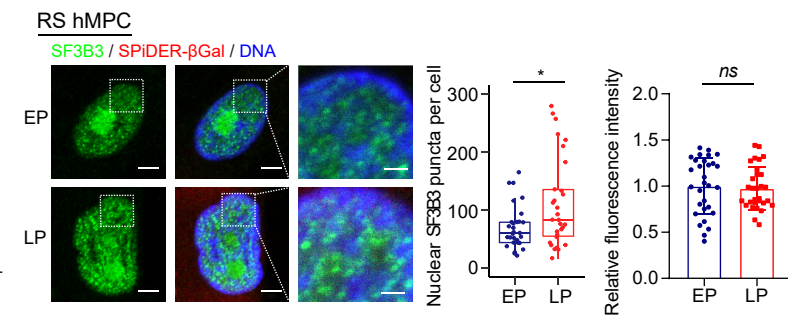 RS hMPC
SF3B3 / SPiDER-βGal / DNA
EP
LP
Nuclear SF3B3 puncta per cell
300
200
100
0
*
EP LP
Relative fluorescence intensity
2.0
1.5
1.0
0.5
0.0
ns
EP LP